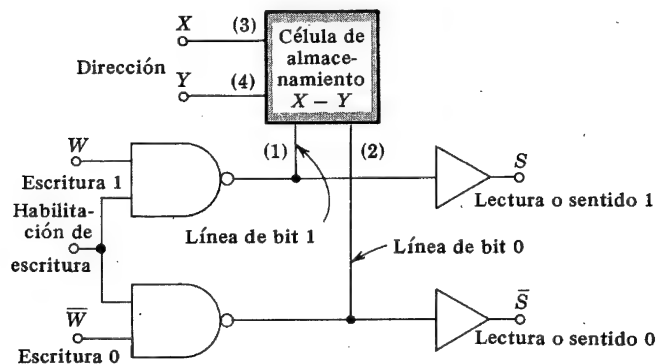 X
(3)
Célula de
almace-
namiento
X – Y
Dirección
Y
(4)
W
(1)
(2)
S
Escritura 1
Lectura o sentido 1
Habilita-
ción de
escritura
Línea de bit 1
Línea de bit 0
W̅
S̅
Escritura 0
Lectura o sentido 0